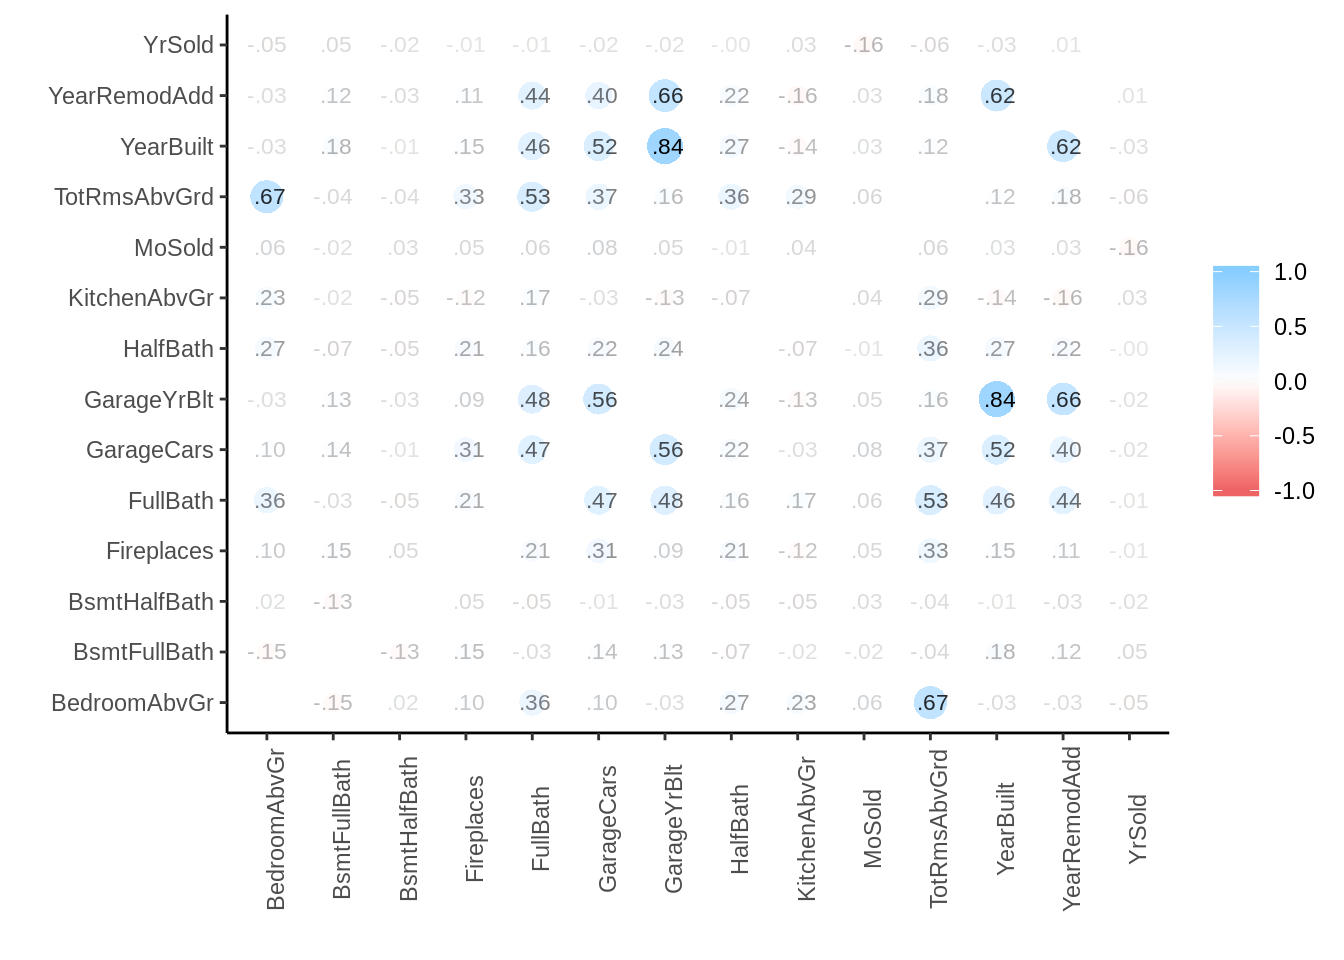 YrSold -.05 .05 -.02 -.01 -.01 -.02 -.02 -.00 .03 -.16 -.06 -.03 .01
YearRemodAdd -.03 .12 -.03 .11 .44 .40 .66 .22 -.16 .03 .18 .62 .01
YearBuilt -.03 .18 -.01 .15 .46 .52 .84 .27 -.14 .03 .12 .62 -.03
TotRmsAbvGrd .67 -.04 -.04 .33 .53 .37 .16 .36 .29 .06 .12 .18 -.06
MoSold .06 -.02 .03 .05 .06 .08 .05 -.01 .04 .06 .03 .03 -.16
KitchenAbvGr .23 -.02 -.05 -.12 .17 -.03 -.13 -.07 .04 .29 -.14 -.16 .03
HalfBath .27 -.07 -.05 .21 .16 .22 .24 -.07 -.01 .36 .27 .22 -.00
GarageYrBlt -.03 .13 -.03 .09 .48 .56 .24 -.13 .05 .16 .84 .66 -.02
GarageCars .10 .14 -.01 .31 .47 .56 .22 -.03 .08 .37 .52 .40 -.02
FullBath .36 -.03 -.05 .21 .47 .48 .16 .17 .06 .53 .46 .44 -.01
Fireplaces .10 .15 .05 .21 .31 .09 .21 -.12 .05 .33 .15 .11 -.01
BsmtHalfBath .02 -.13 .05 -.05 -.01 -.03 -.05 -.05 .03 -.04 -.01 -.03 -.02
BsmtFullBath -.15 -.13 .15 -.03 .14 .13 -.07 -.02 -.02 -.04 .18 .12 .05
BedroomAbvGr -.15 .02 .10 .36 .10 -.03 .27 .23 .06 .67 -.03 -.03 -.05
BedroomAbvGr
BsmtFullBath
BsmtHalfBath
Fireplaces
FullBath
GarageCars
GarageYrBlt
HalfBath
KitchenAbvGr
MoSold
TotRmsAbvGrd
YearBuilt
YearRemodAdd
YrSold
1.0
0.5
0.0
-0.5
-1.0